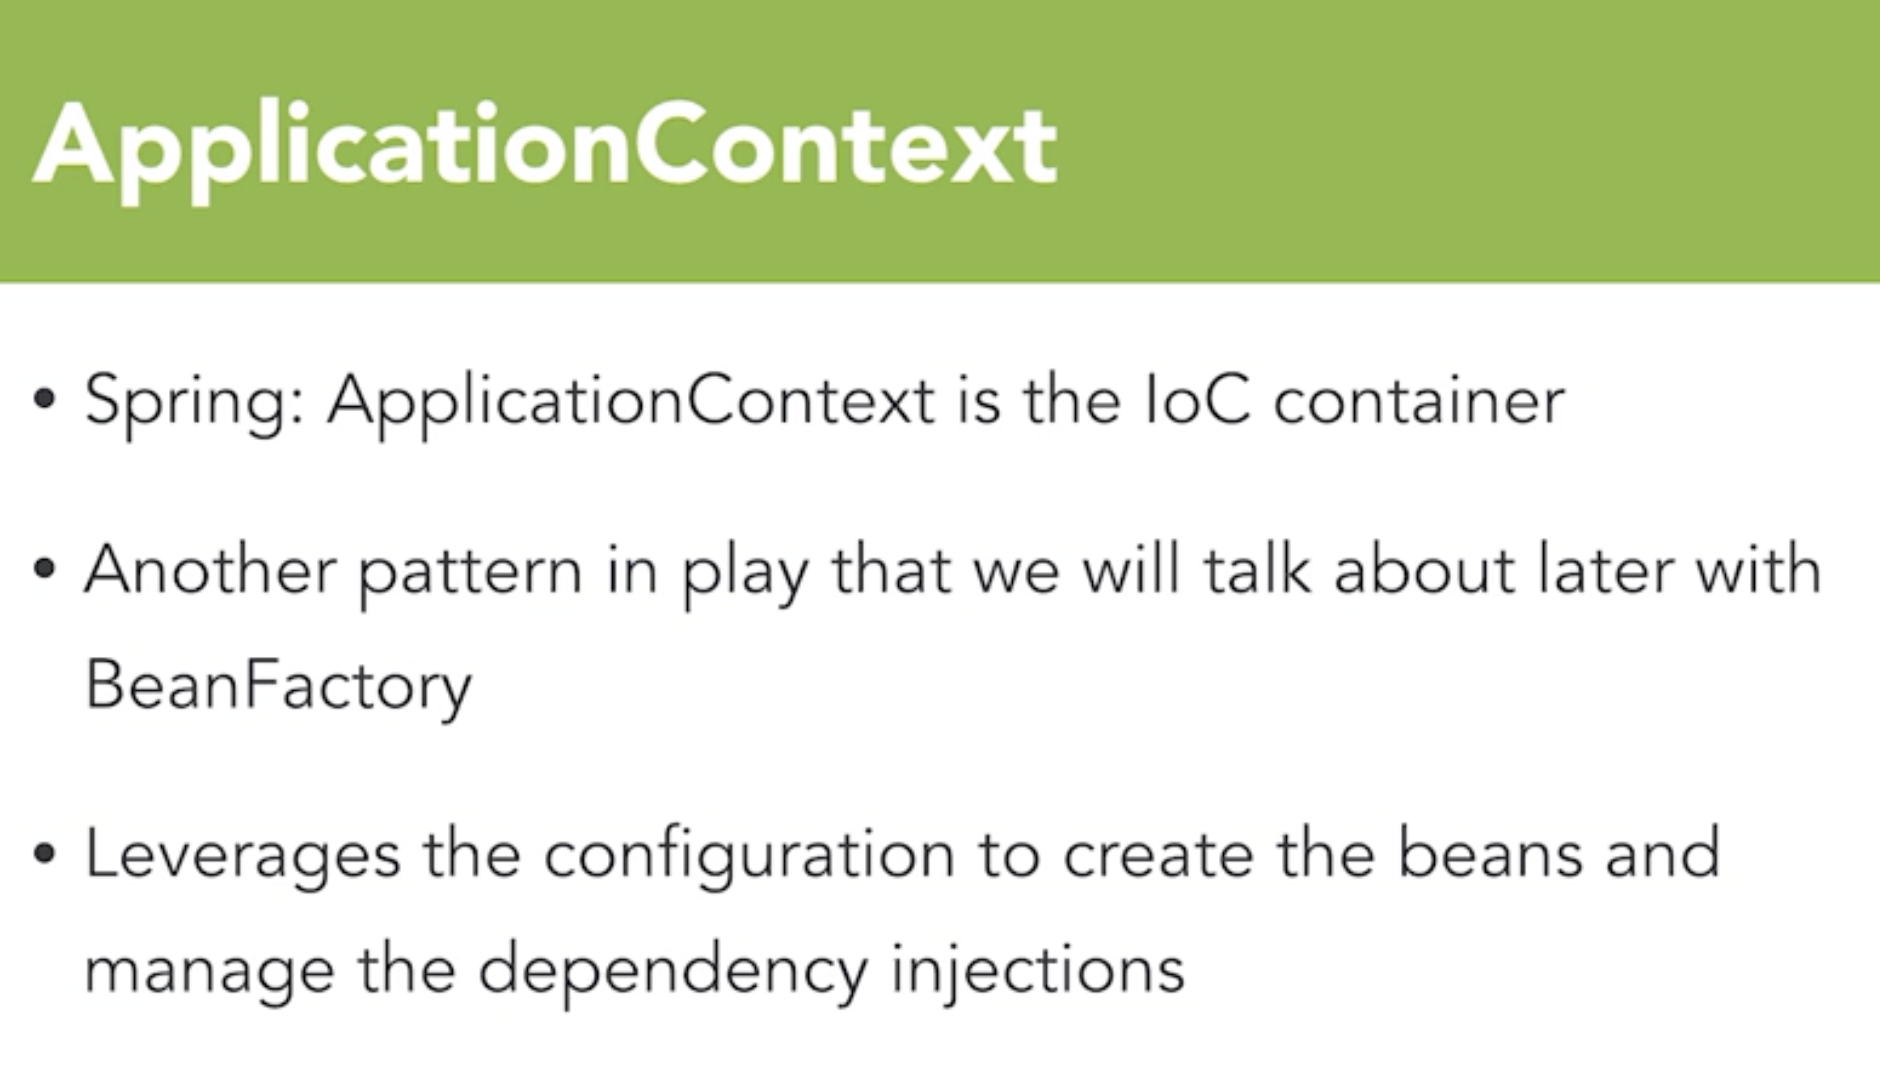 ApplicationContext
• Spring: ApplicationContext is the IoC container
• Another pattern in play that we will talk about later with
BeanFactory
• Leverages the configuration to create the beans and
manage the dependency injections